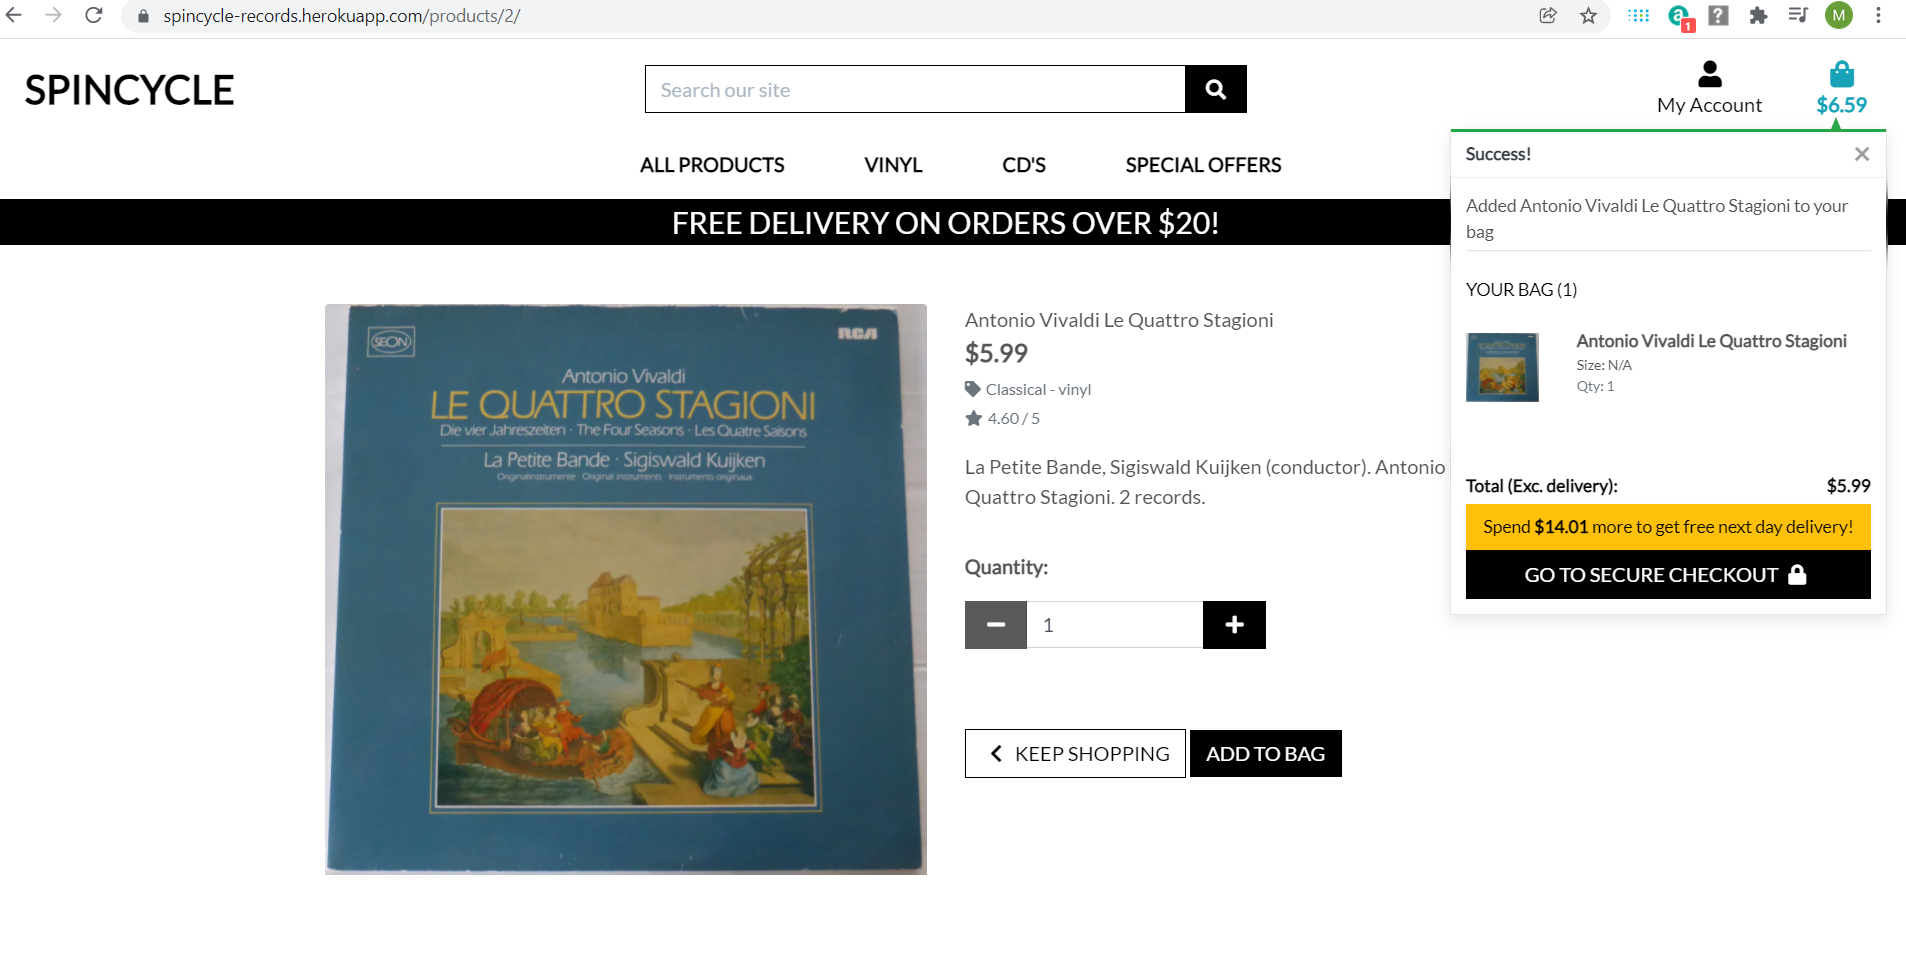 spincycle-records.herokuapp.com/products/2/
1
M
SPINCYCLE
Search our site
My Account
$6.59
ALL PRODUCTS
VINYL
CD'S
SPECIAL OFFERS
FREE DELIVERY ON ORDERS OVER $20!
Success!
Added Antonio Vivaldi Le Quattro Stagioni to your
bag
YOUR BAG (1)
Antonio Vivaldi Le Quattro Stagioni
Size: N/A
Qty: 1
Total (Exc. delivery):
$5.99
Spend $14.01 more to get free next day delivery!
GO TO SECURE CHECKOUT
SEON
RCA
Antonio Vivaldi
LE QUATTRO STAGIONI
Die vier Jahreszeiten · The Four Seasons · Les Quatre Saisons
La Petite Bande · Sigiswald Kuijken
Originalinstrumente · Original instruments · Instruments originaux
Antonio Vivaldi Le Quattro Stagioni
$5.99
Classical - vinyl
4.60 / 5
La Petite Bande, Sigiswald Kuijken (conductor). Antonio
Quattro Stagioni. 2 records.
Quantity:
1
KEEP SHOPPING
ADD TO BAG